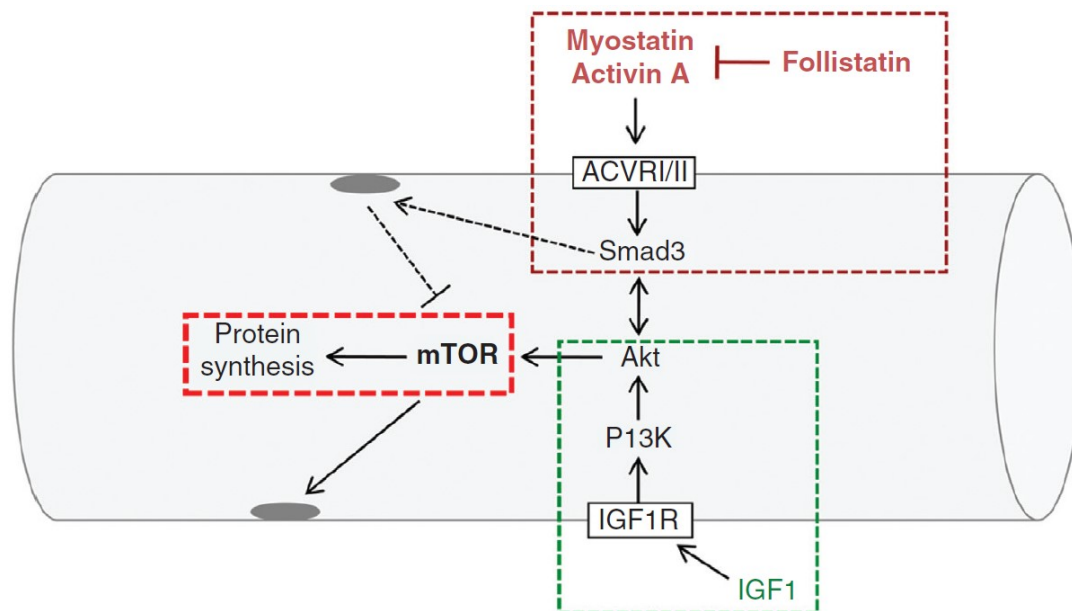 Myostatin
Activin A
Follistatin
ACVRI/II
Smad3
Protein
synthesis
mTOR
Akt
P13K
IGF1R
IGF1